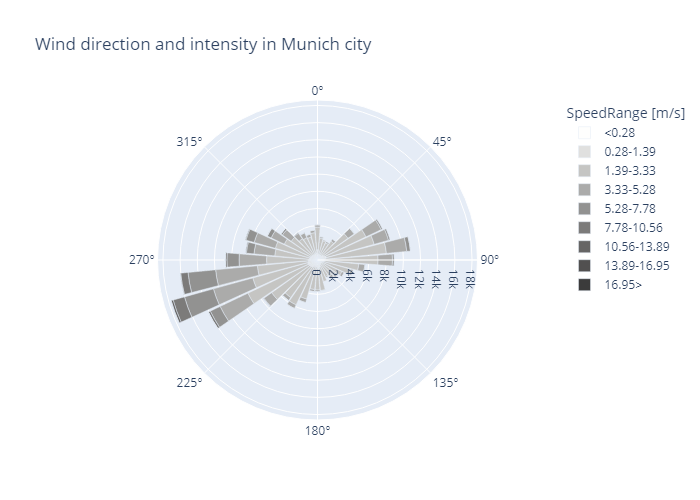 Wind direction and intensity in Munich city
0°
45°
90°
135°
180°
225°
270°
315°
0
2k
4k
6k
8k
10k
12k
14k
16k
18k
SpeedRange [m/s]
<0.28
0.28-1.39
1.39-3.33
3.33-5.28
5.28-7.78
7.78-10.56
10.56-13.89
13.89-16.95
16.95>